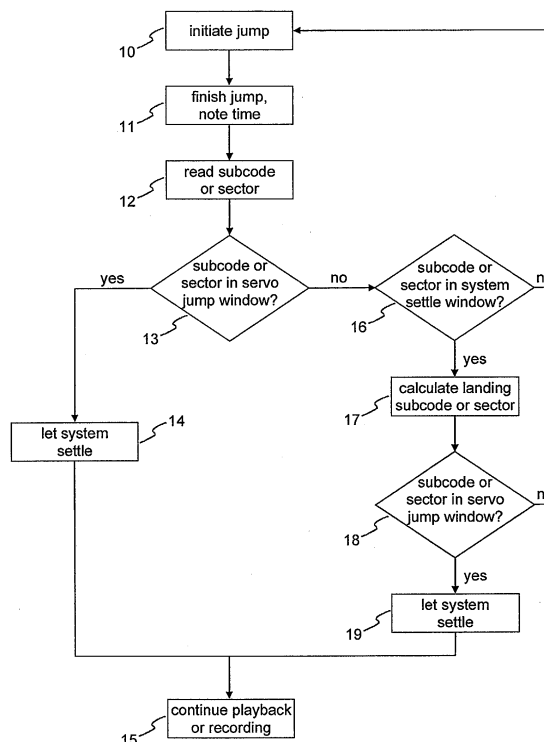 initiate jump
10
finish jump,
note time
11
read subcode
or sector
12
subcode or
sector in servo
jump window?
13
yes
no
subcode or
sector in system
settle window?
16
yes
let system
settle
14
calculate landing
subcode or sector
17
subcode or
sector in servo
jump window?
18
yes
let system
settle
19
continue playback
or recording
15